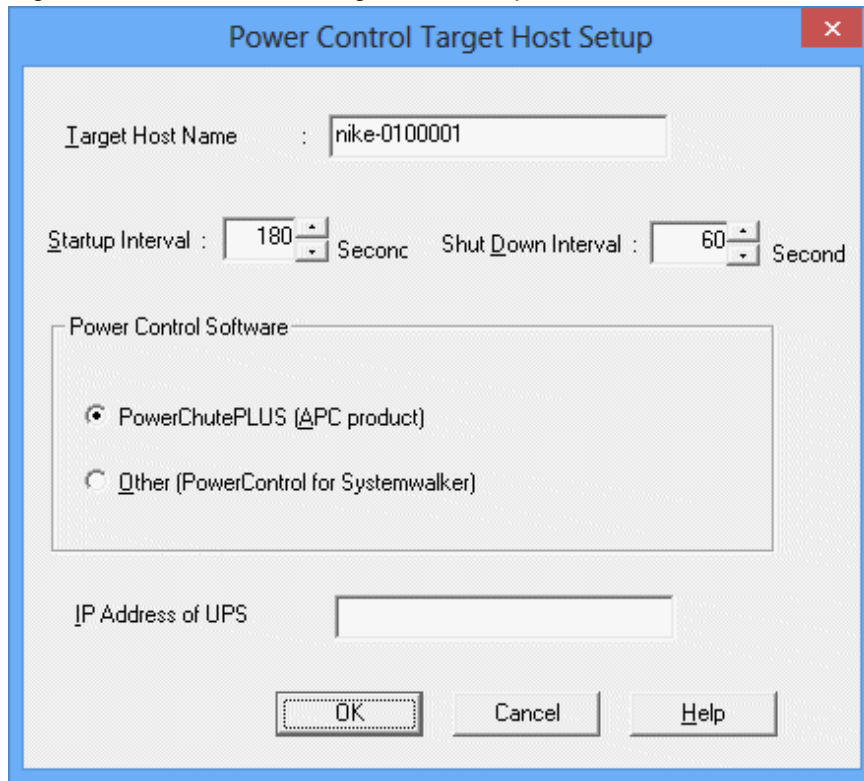 Power Control Target Host Setup
Target Host Name : nike-0100001
Startup Interval : 180 Second Shut Down Interval : 60 Second
Power Control Software
PowerChutePLUS (APC product)
Other (PowerControl for Systemwalker)
IP Address of UPS
OK Cancel Help